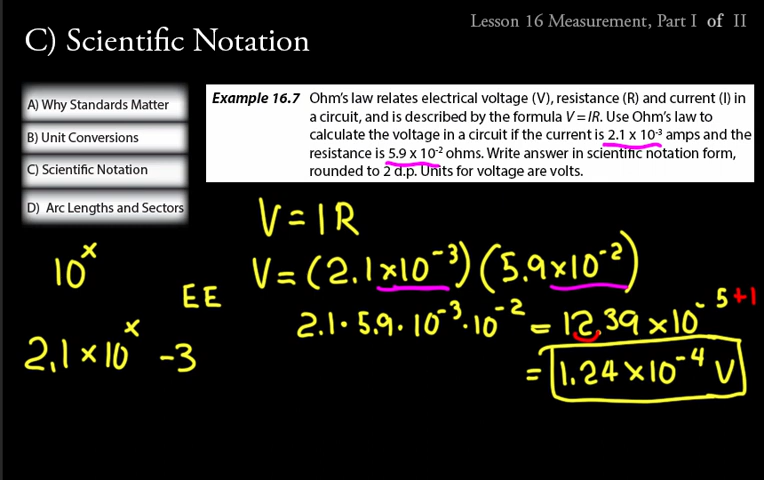 Lesson 16 Measurement, Part I of II
C) Scientific Notation
A) Why Standards Matter
B) Unit Conversions
C) Scientific Notation
D) Arc Lengths and Sectors
Example 16.7 Ohm's law relates electrical voltage (V), resistance (R) and current (I) in
a circuit, and is described by the formula V = IR. Use Ohm's law to
calculate the voltage in a circuit if the current is 2.1 x 10⁻³ amps and the
resistance is 5.9 x 10⁻² ohms. Write answer in scientific notation form,
rounded to 2 d.p. Units for voltage are volts.
V = IR
V = (2.1×10⁻³)(5.9×10⁻²)
2.1 · 5.9 · 10⁻³ · 10⁻² = 12.39 × 10⁻⁵⁺¹
= 1.24 × 10⁻⁴ V
10ˣ
EE
2.1 × 10ˣ -3